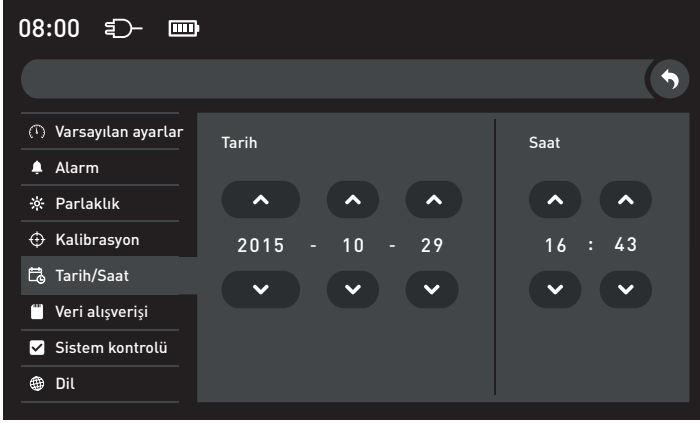 08:00
Varsayılan ayarlar
Alarm
Parlaklık
Kalibrasyon
Tarih/Saat
Veri alışverişi
Sistem kontrolü
Dil
Tarih
2015 - 10 - 29
Saat
16 : 43